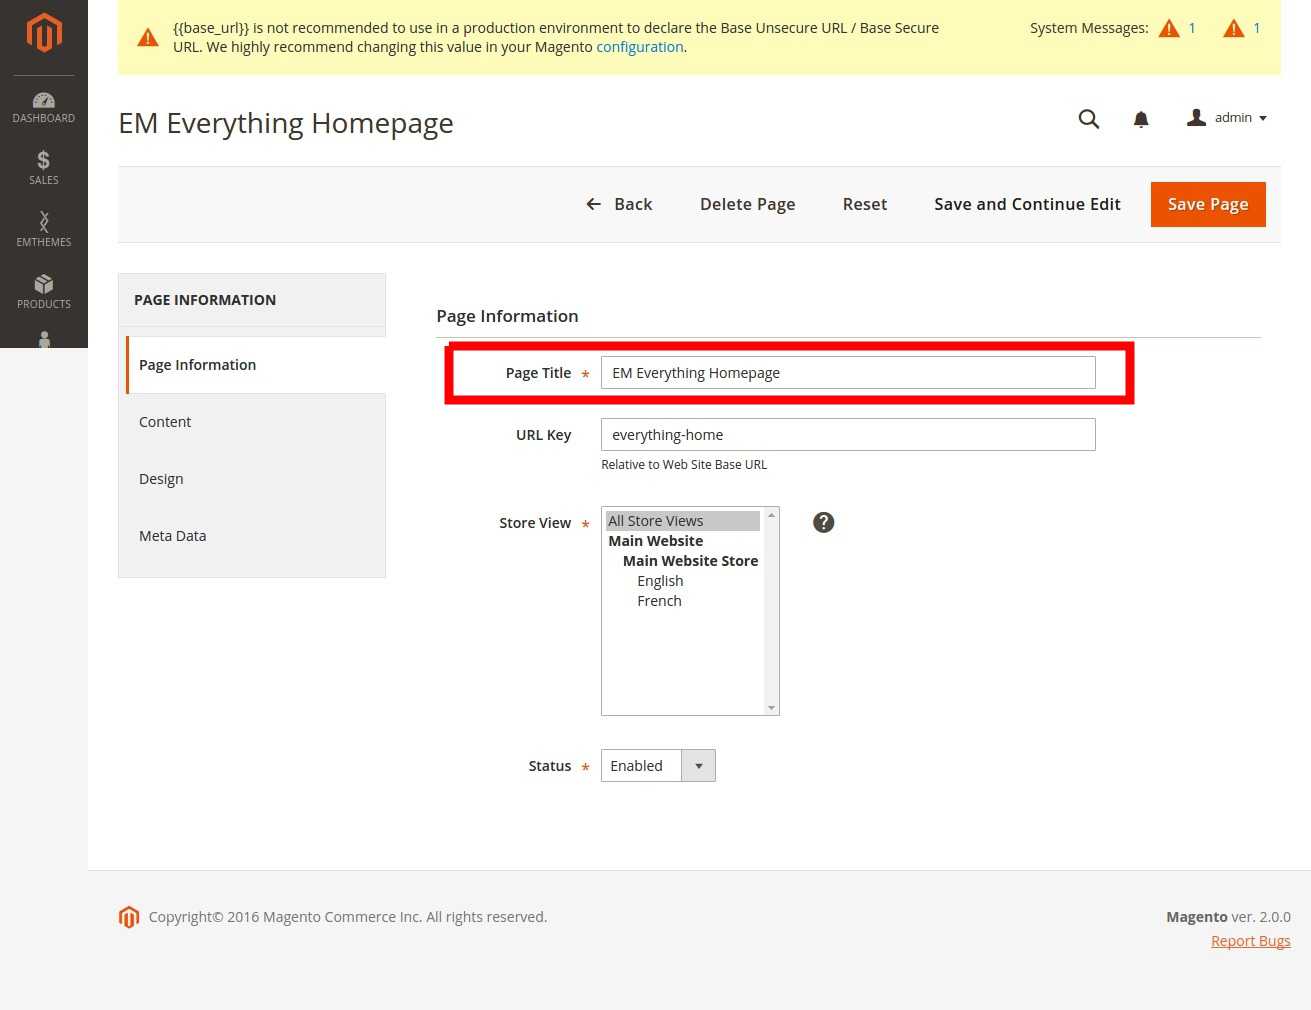 {{base_url}} is not recommended to use in a production environment to declare the Base Unsecure URL / Base Secure
URL. We highly recommend changing this value in your Magento configuration.
System Messages: 1 1
EM Everything Homepage
admin
DASHBOARD
SALES
EMTHEMES
PRODUCTS
Back
Delete Page
Reset
Save and Continue Edit
Save Page
PAGE INFORMATION
Page Information
Content
Design
Meta Data
Page Information
Page Title * EM Everything Homepage
URL Key everything-home
Relative to Web Site Base URL
Store View * All Store Views
Main Website
Main Website Store
English
French
Status * Enabled
Copyright© 2016 Magento Commerce Inc. All rights reserved.
Magento ver. 2.0.0
Report Bugs